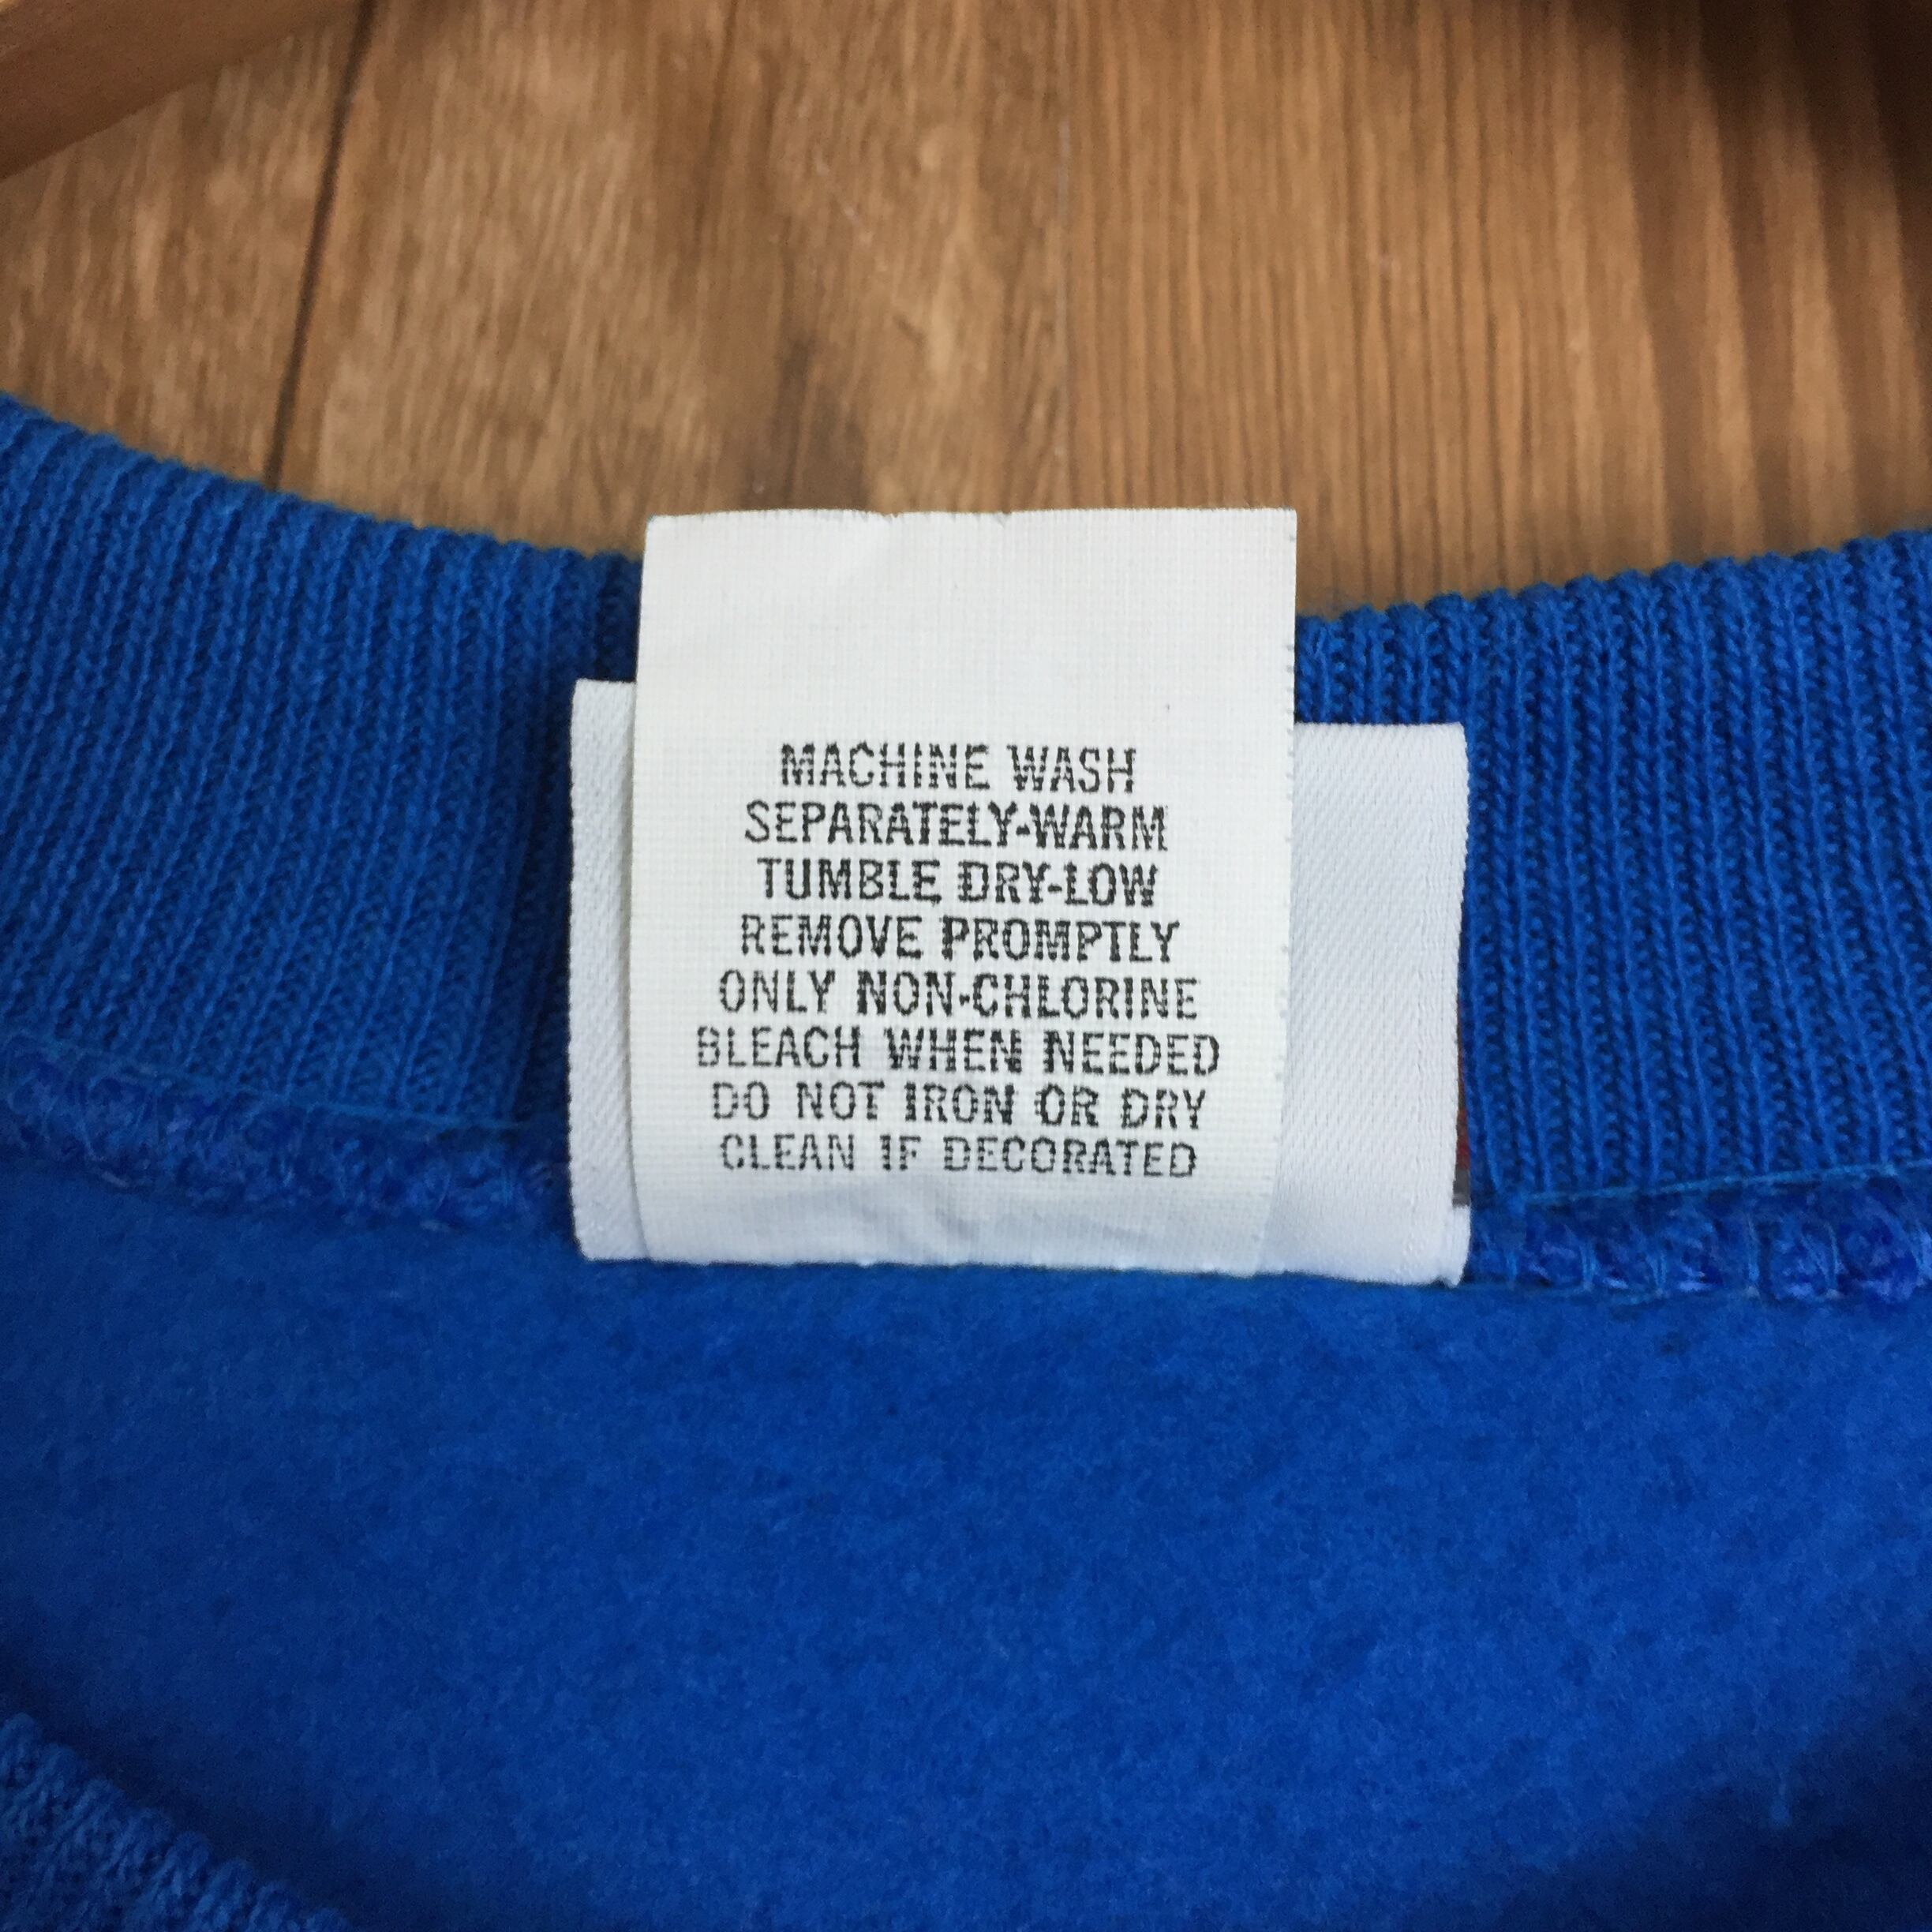 MACHINE WASH
SEPARATELY-WARM
TUMBLE DRY-LOW
REMOVE PROMPTLY
ONLY NON-CHLORINE
BLEACH WHEN NEEDED
DO NOT IRON OR DRY
CLEAN IF DECORATED